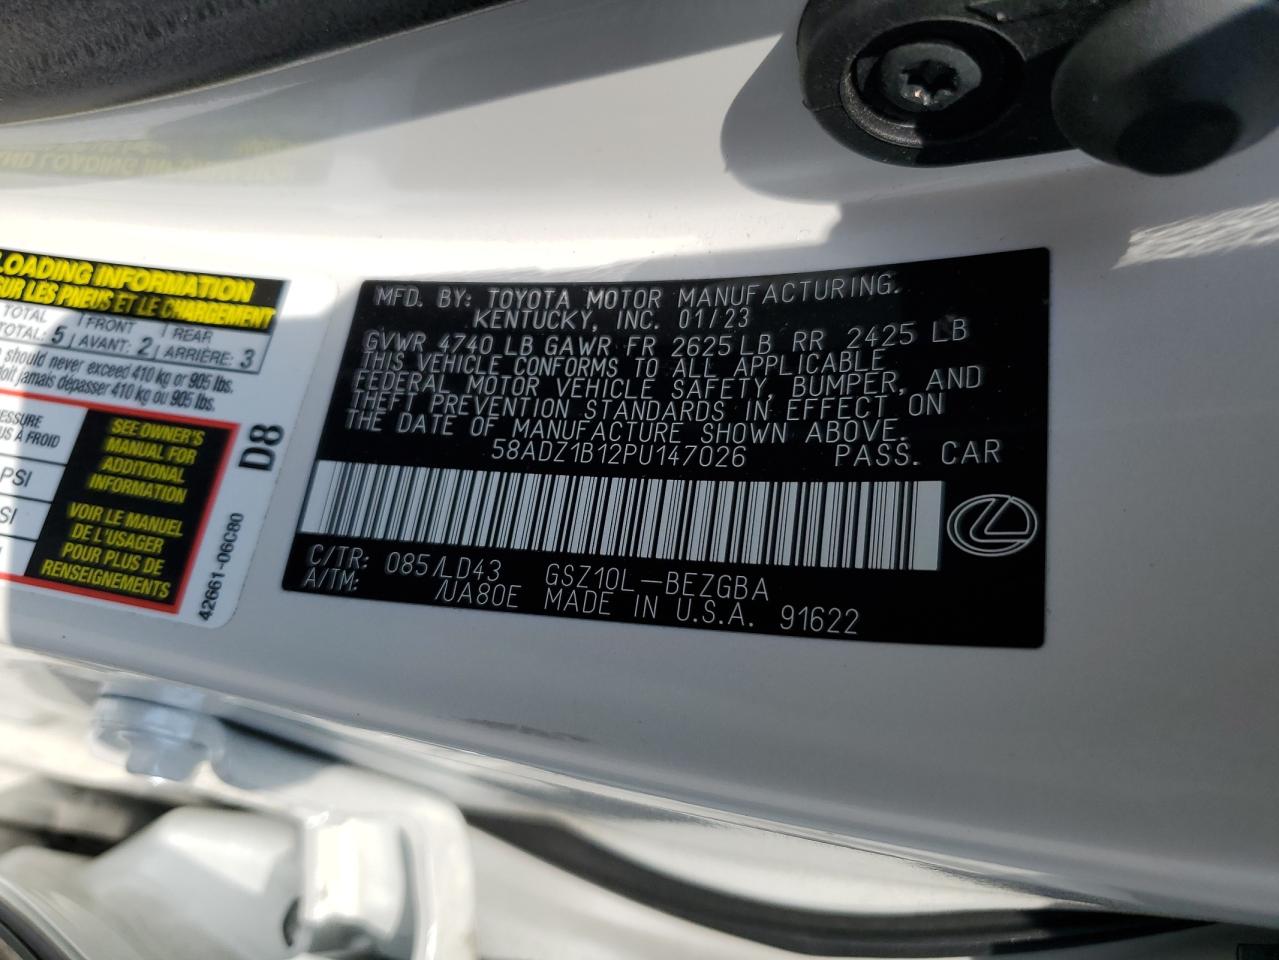 LOADING INFORMATION
SUR LES PNEUS ET LE CHARGEMENT
TOTAL FRONT REAR
TOTAL: 5 AVANT: 2 ARRIÈRE: 3
should never exceed 410 kg or 905 lbs.
doit jamais dépasser 410 kg ou 905 lbs.
À FROID
PSI
SEE OWNER'S
MANUAL FOR
ADDITIONAL
INFORMATION
VOIR LE MANUEL
DE L'USAGER
POUR PLUS DE
RENSEIGNEMENTS
D8
42661-06C80
MFD. BY: TOYOTA MOTOR MANUFACTURING
KENTUCKY, INC. 01/23
GVWR 4740 LB GAWR FR 2625 LB RR 2425 LB
THIS VEHICLE CONFORMS TO ALL APPLICABLE
FEDERAL MOTOR VEHICLE SAFETY, BUMPER, AND
THEFT PREVENTION STANDARDS IN EFFECT ON
THE DATE OF MANUFACTURE SHOWN ABOVE.
58ADZ1B12PU147026 PASS. CAR
C/TR: 085/LD43 GSZ10L-BEZGBA
A/TM: /UA80E MADE IN U.S.A. 91622